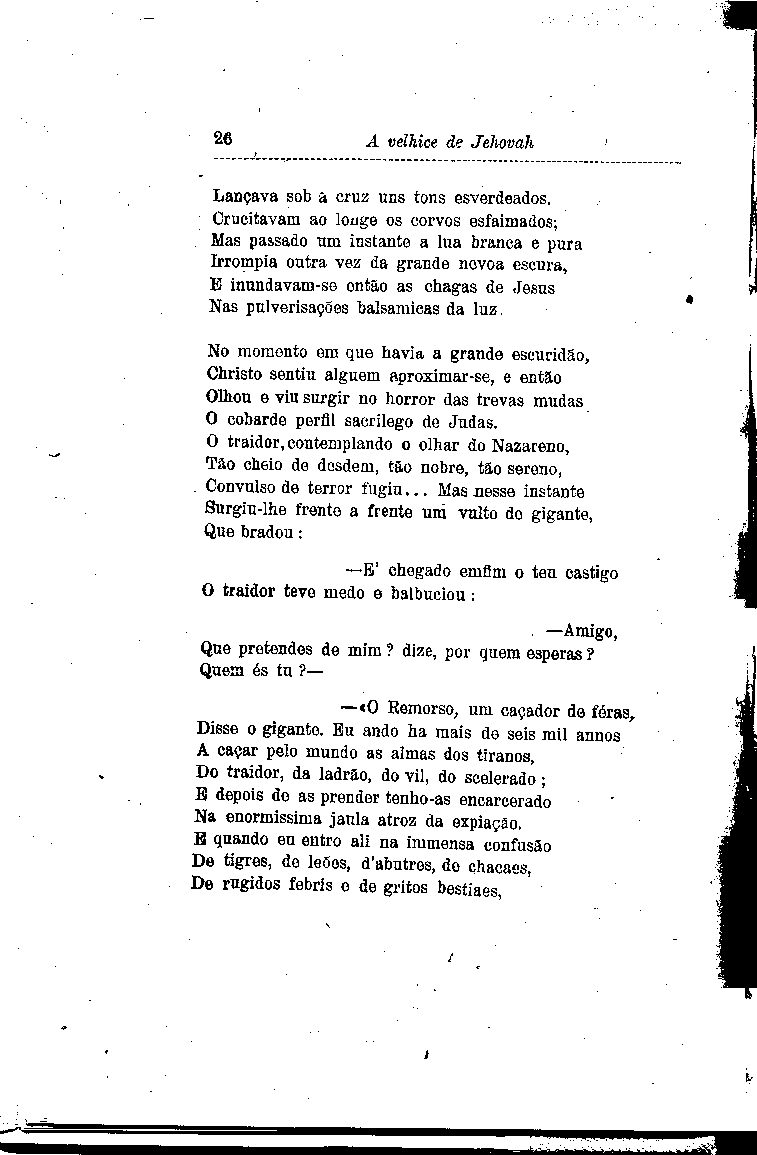 26 A velhice de Jehovah
Lançava sob a cruz uns tons esverdeados.
Crucitavam ao longe os corvos esfaimados;
Mas passado um instante a lua branca e pura
Irrompia outra vez da grande nevoa escura,
E inundavam-se então as chagas de Jesus
Nas pulverisações balsamicas da luz.
No momento em que havia a grande escuridão,
Christo sentiu alguem aproximar-se, e então
Olhou e viu surgir no horror das trevas mudas
O cobarde perfil sacrilego de Judas.
O traidor, contemplando o olhar do Nazareno,
Tão cheio de desdem, tão nobre, tão sereno,
Convulso de terror fugiu... Mas nesse instante
Surgiu-lhe frente a frente um vulto de gigante,
Que bradou:
—E' chegado emfim o teu castigo
O traidor teve medo e balbuciou:
—Amigo,
Que pretendes de mim? dize, por quem esperas?
Quem és tu?—
—«O Remorso, um caçador de féras,
Disse o gigante. Eu ando ha mais de seis mil annos
A caçar pelo mundo as almas dos tiranos,
Do traidor, da ladrão, do vil, do scelerado;
E depois de as prender tenho-as encarcerado
Na enormissima jaula atroz da expiação.
E quando eu entro ali na immensa confusão
De tigres, de leões, d'abutres, de chacaes,
De rugidos febris e de gritos bestiaes,